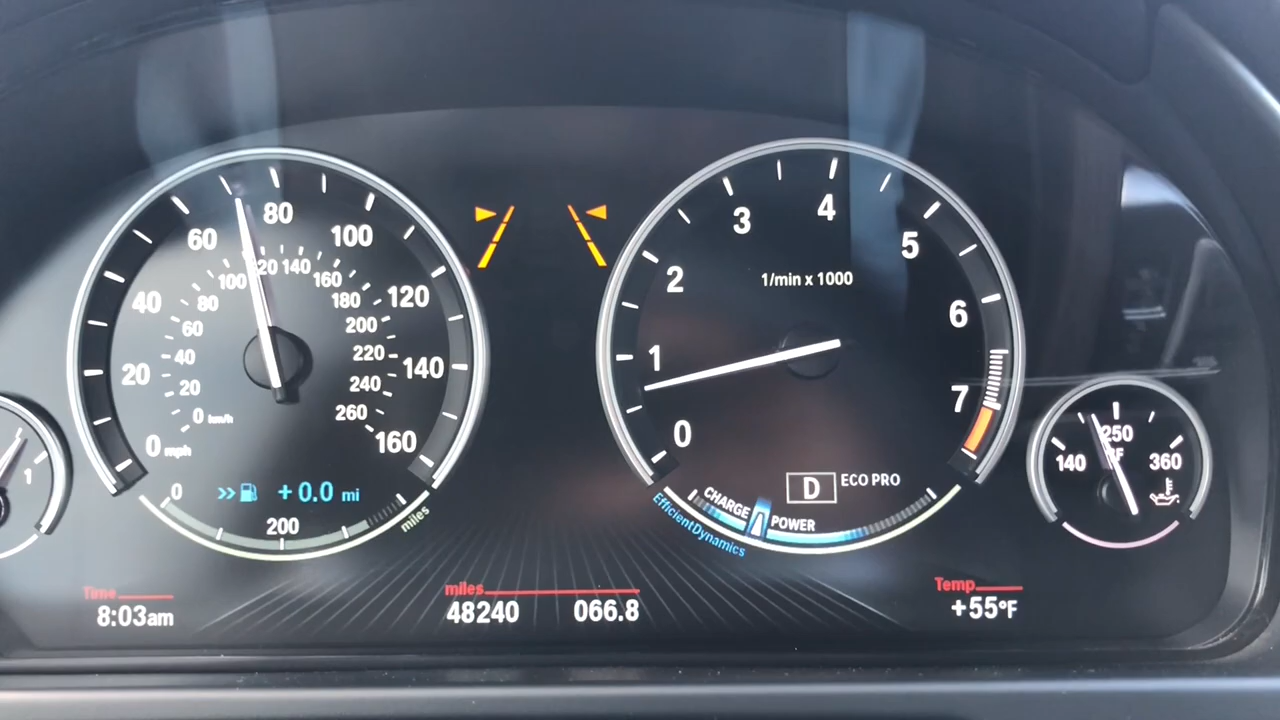 80
60
100
40
120
20
140
0 mph
160
120
140
100
160
80
180
60
200
40
220
20
240
0 km/h
260
0
+0.0 mi
200
miles
1
3
4
2
5
1/min x 1000
6
1
7
0
D
ECO PRO
CHARGE
POWER
EfficientDynamics
250
°F
140
360
Time
8:03am
miles
48240 066.8
Temp
+55°F